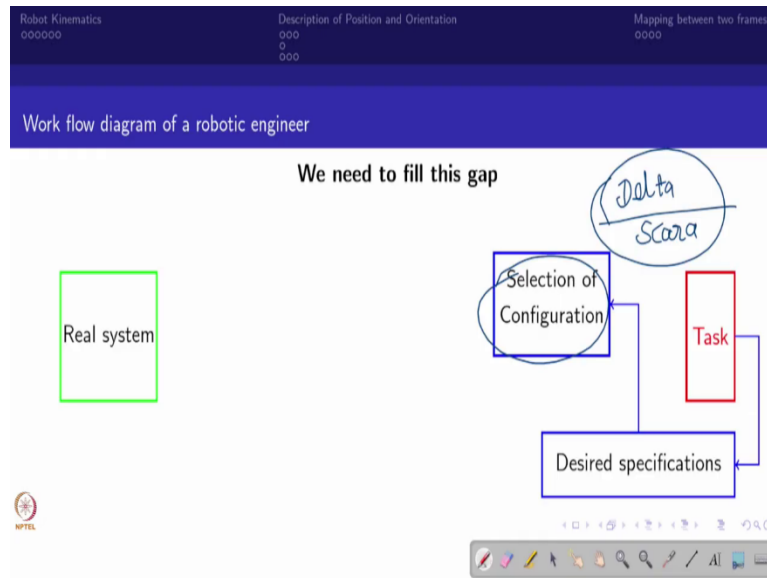 Robot Kinematics
Description of Position and Orientation
Mapping between two frames
Work flow diagram of a robotic engineer
We need to fill this gap
Delta
Scara
Real system
Selection of
Configuration
Task
Desired specifications
NPTEL
AI